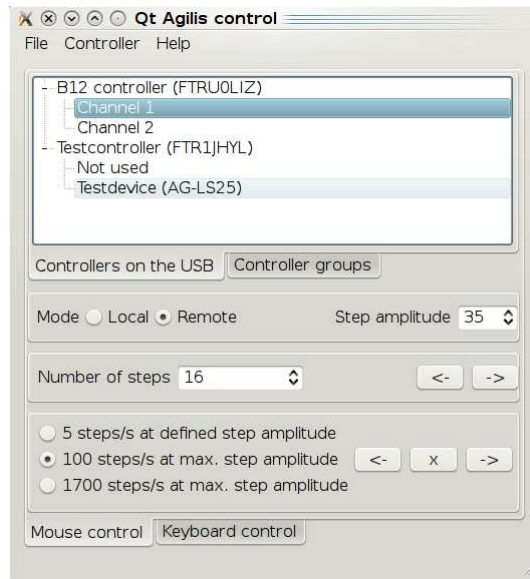 Qt Agilis control
File Controller Help
B12 controller (FTRU0LIZ)
Channel 1
Channel 2
Testcontroller (FTR1JHYL)
Not used
Testdevice (AG-LS25)
Controllers on the USB Controller groups
Mode Local Remote Step amplitude 35
Number of steps 16 <- ->
5 steps/s at defined step amplitude
100 steps/s at max. step amplitude <- x ->
1700 steps/s at max. step amplitude
Mouse control Keyboard control